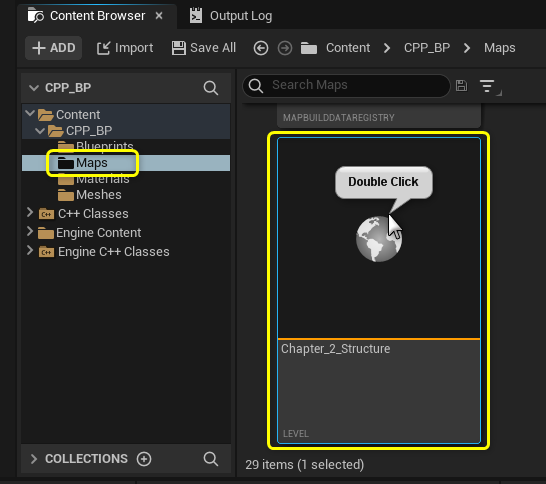 Content Browser
Output Log
+ ADD
Import
Save All
Content
CPP_BP
Maps
CPP_BP
Search Maps
Content
CPP_BP
Blueprints
Maps
Materials
Meshes
C++ Classes
Engine Content
Engine C++ Classes
MAPBUILDDATAREGISTRY
Double Click
Chapter_2_Structure
LEVEL
COLLECTIONS
29 items (1 selected)